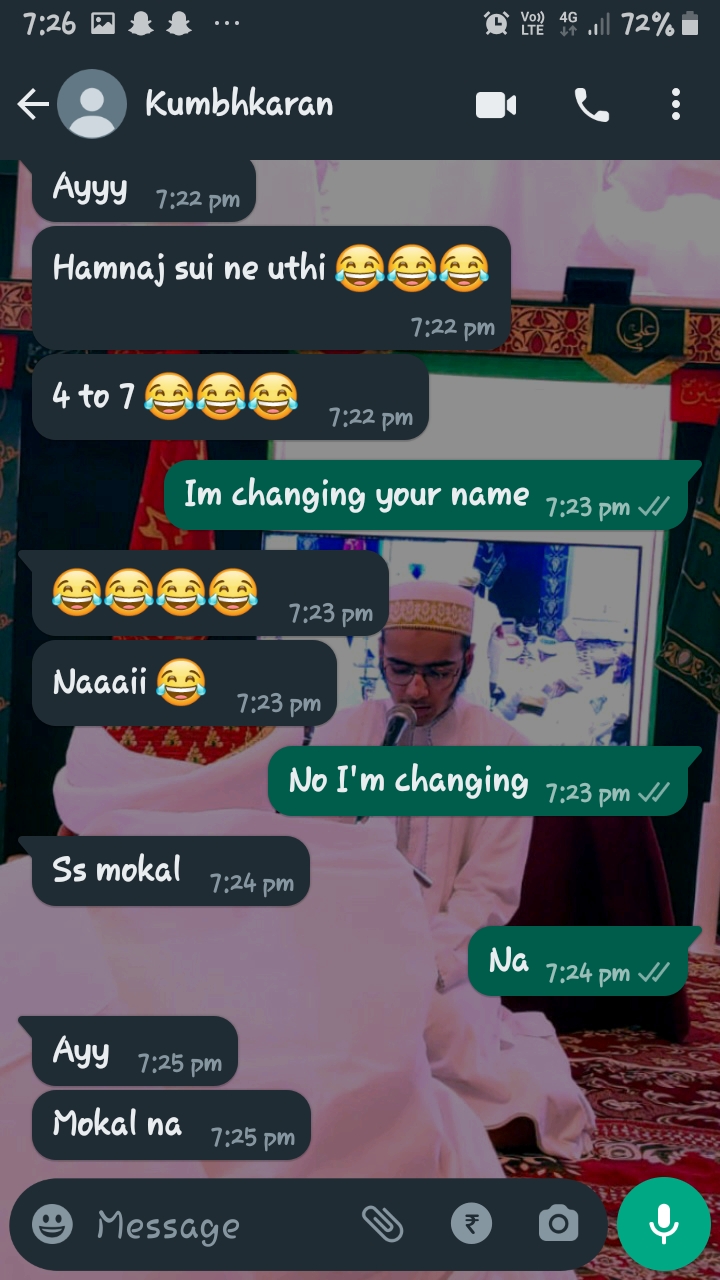 7:26 ... Vo)) LTE 4G 72%
Kumbhkaran
Ayyy 7:22 pm
Hamnaj sui ne uthi 😂😂😂
7:22 pm
4 to 7 😂😂😂 7:22 pm
علي
Im changing your name 7:23 pm
😂😂😂😂 7:23 pm
Naaaii 😂 7:23 pm
No I'm changing 7:23 pm
Ss mokal 7:24 pm
Na 7:24 pm
Ayy 7:25 pm
Mokal na 7:25 pm
Message ₹